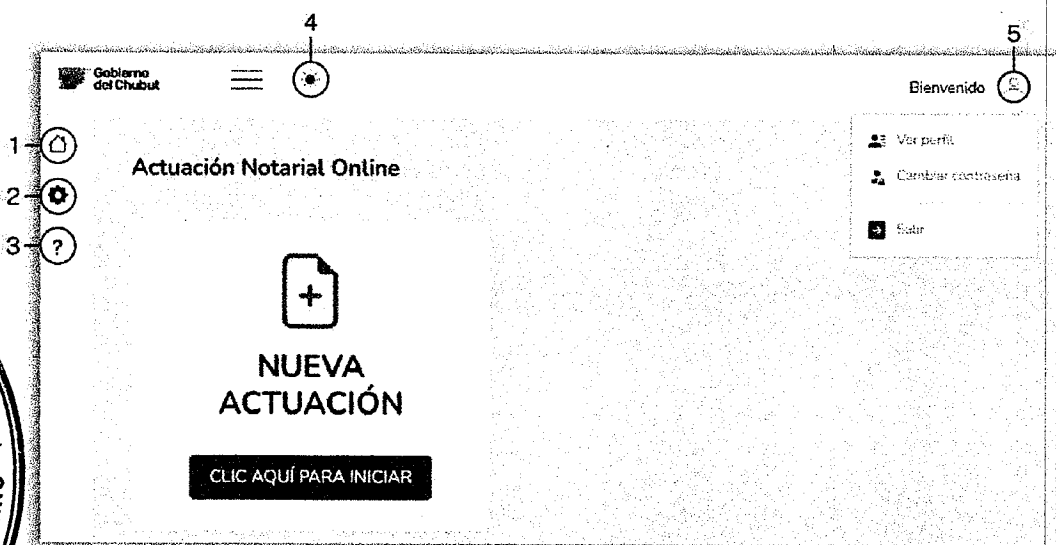 4
5
Gobierno
del Chubut
Bienvenido
1
Ver perfil
Actuación Notarial Online
Cambiar contraseña
2
3
?
Salir
NUEVA
ACTUACIÓN
CLIC AQUÍ PARA INICIAR